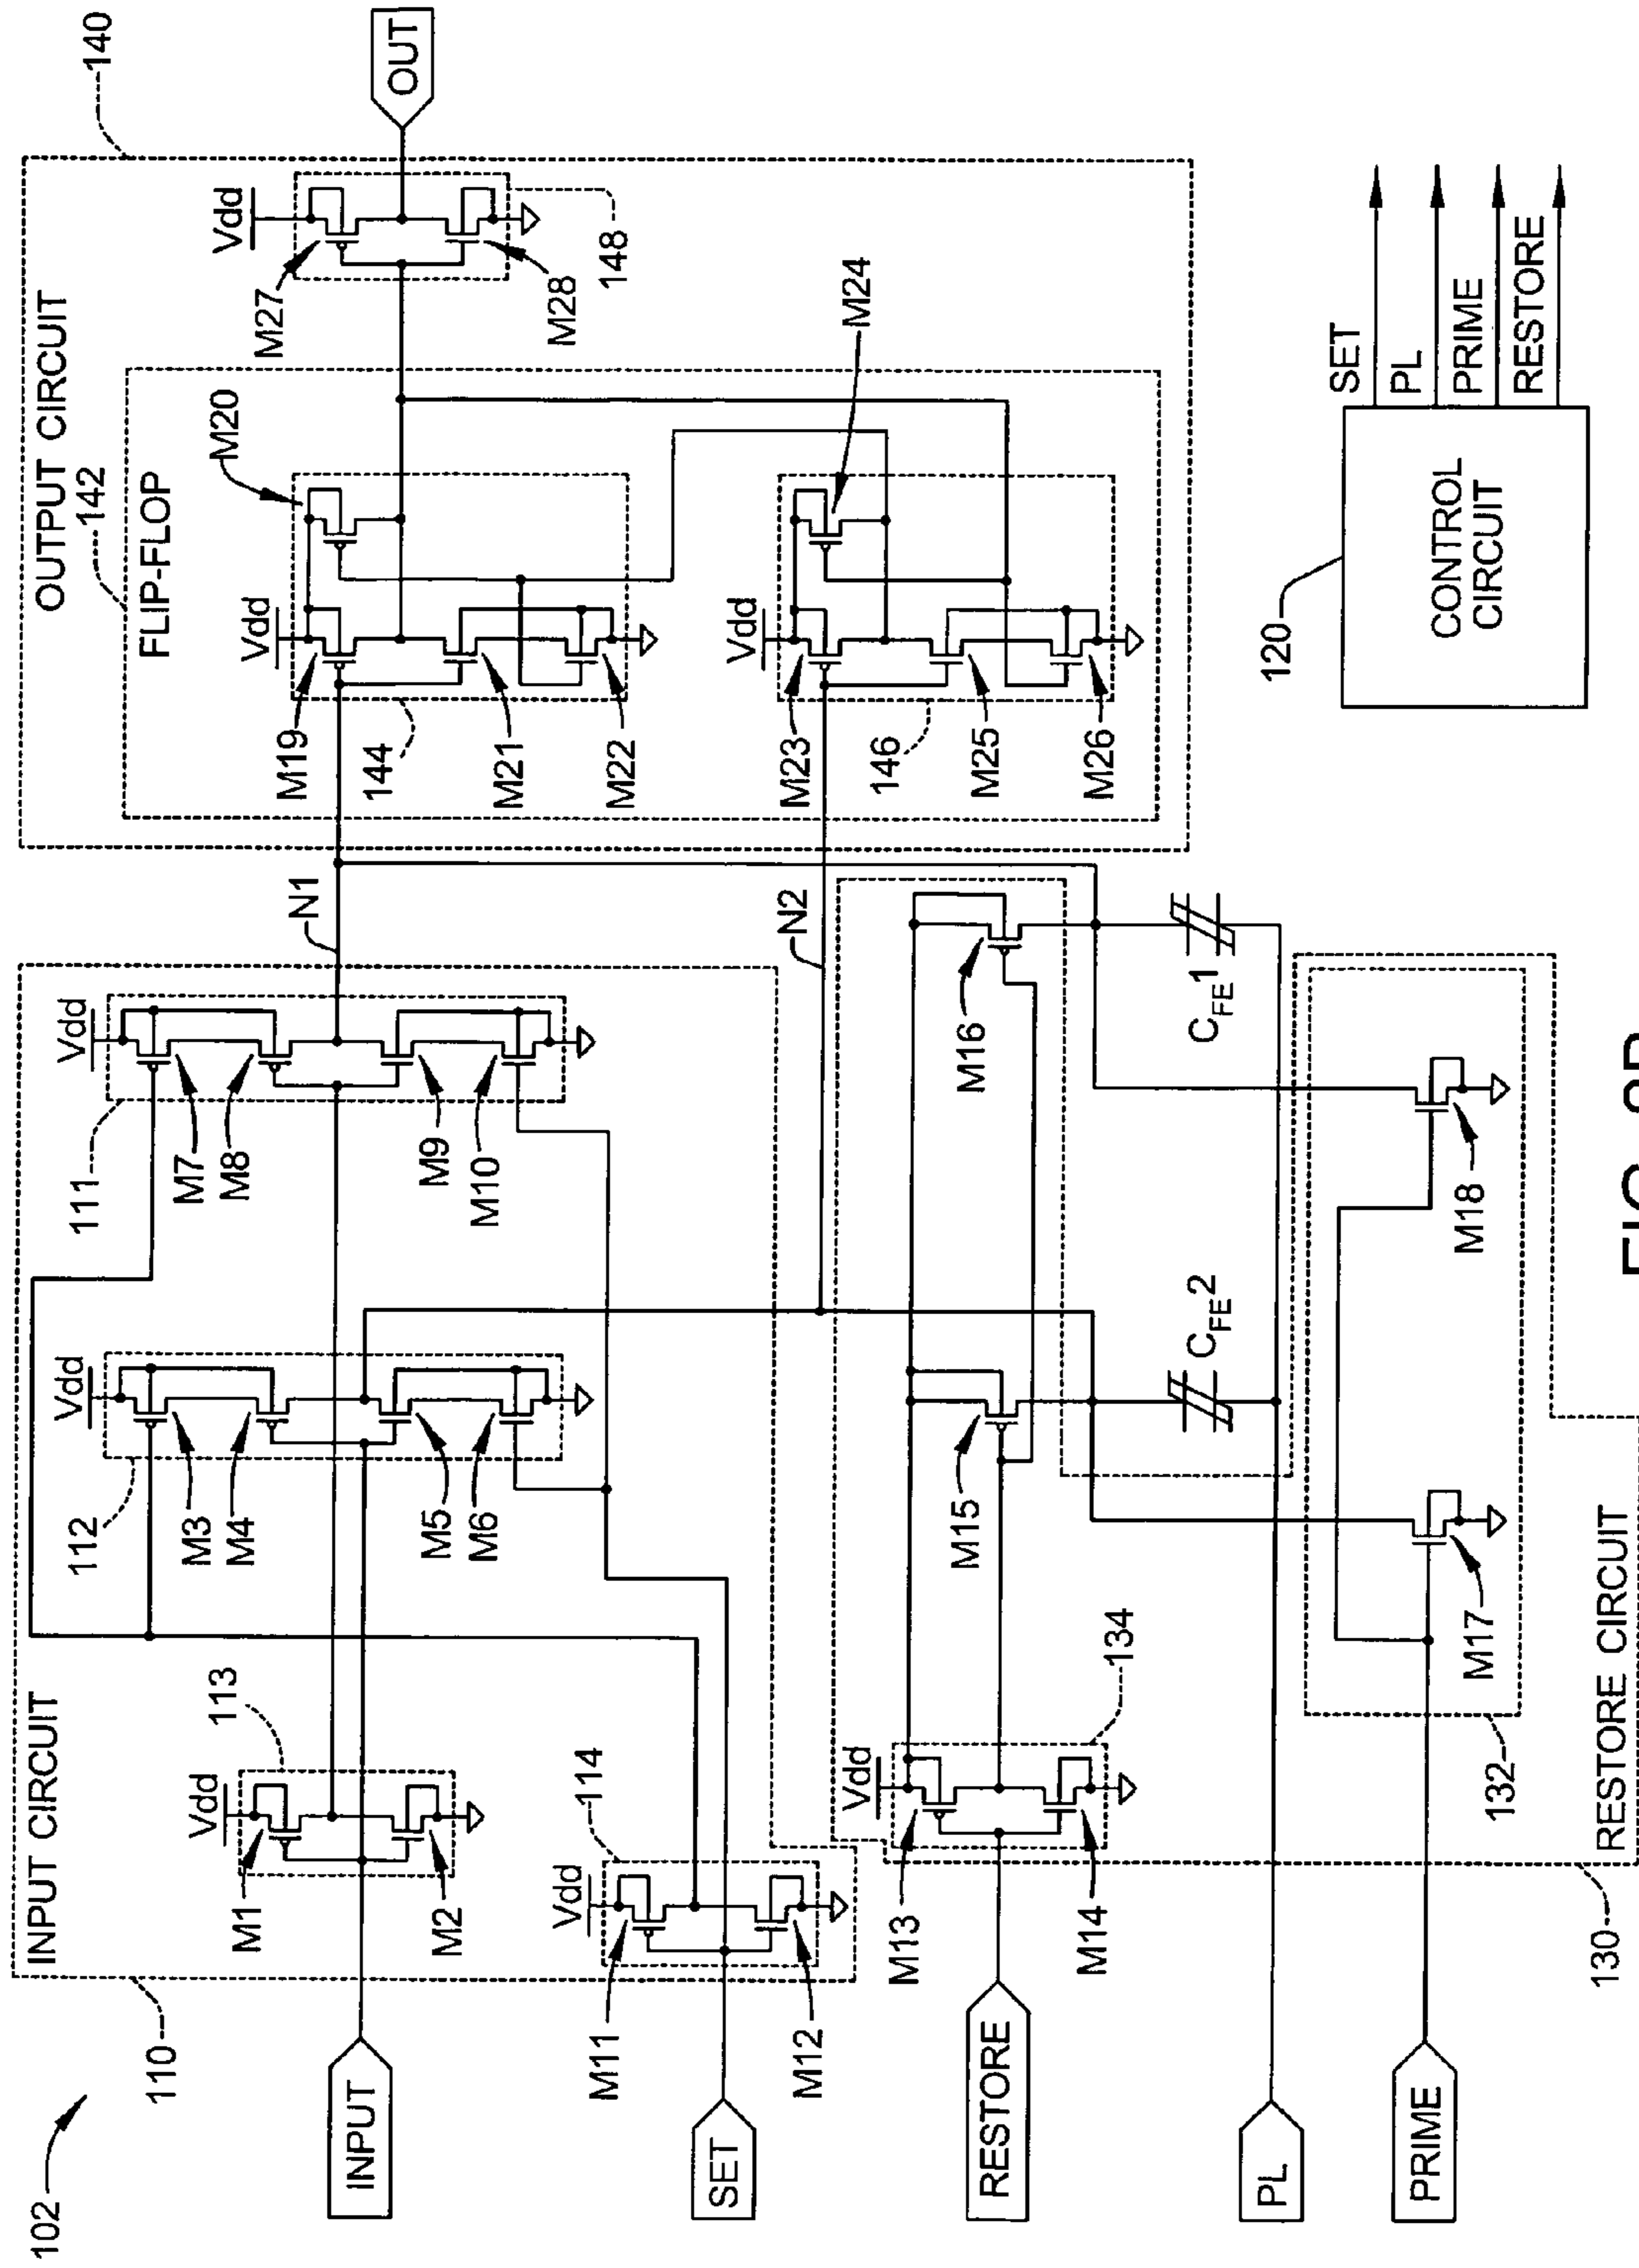 102
110
INPUT CIRCUIT
INPUT
M1
M2
113
Vdd
SET
M11
M12
114
Vdd
112
Vdd
M3
M4
M5
M6
111
Vdd
M7
M8
M9
M10
N1
N2
OUTPUT CIRCUIT
140
142
FLIP-FLOP
Vdd
M19
M20
144
M21
M22
Vdd
M23
M24
146
M25
M26
Vdd
M27
M28
148
OUT
RESTORE
M13
M14
Vdd
134
M15
M16
CFE2
CFE1
PL
PRIME
M17
M18
132
130
RESTORE CIRCUIT
120
CONTROL
CIRCUIT
SET
PL
PRIME
RESTORE